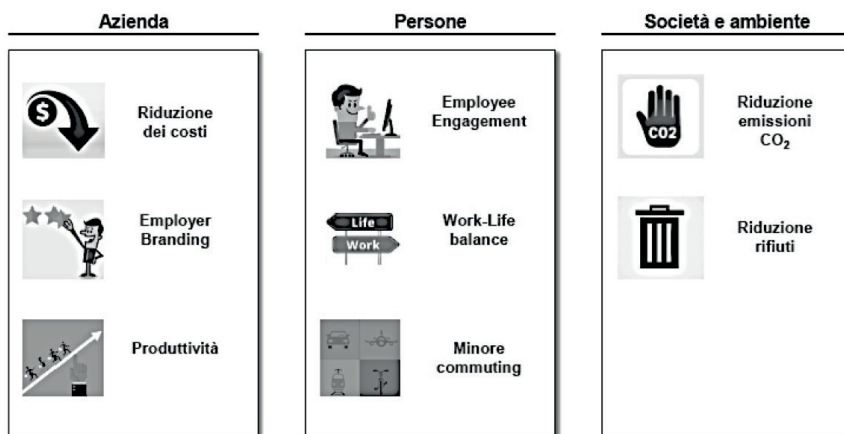 Azienda
Riduzione
dei costi
$
Employer
Branding
Produttività
Persone
Employee
Engagement
Life
Work
Work-Life
balance
Minore
commuting
Società e ambiente
CO2
Riduzione
emissioni
CO₂
Riduzione
rifiuti